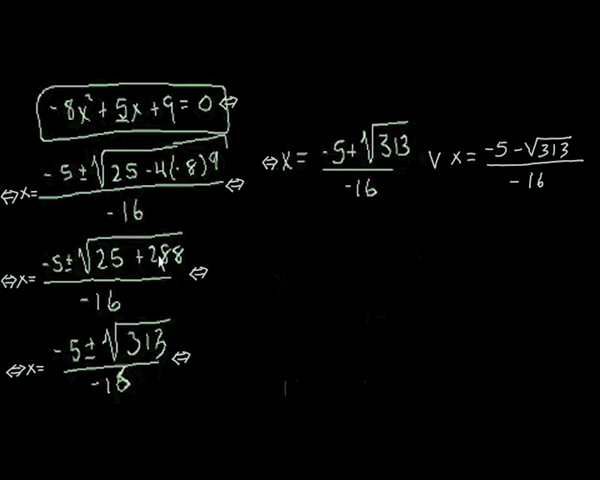 -8x² + 5x + 9 = 0 ⇔
⇔ x = (-5 ± √(25 - 4(-8)9))/(-16) ⇔
⇔ x = (-5 ± √(25 + 288))/(-16) ⇔
⇔ x = (-5 ± √313)/(-16) ⇔
⇔ x = (-5 + √313)/(-16) ∨ x = (-5 - √313)/(-16)